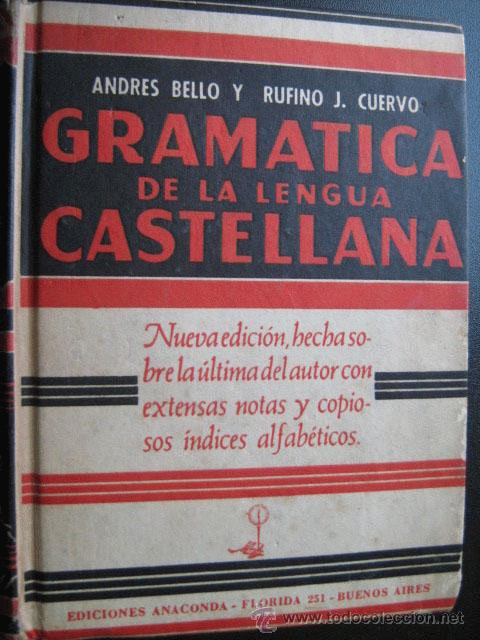 ANDRES BELLO Y RUFINO J. CUERVO
GRAMATICA
DE LA LENGUA
CASTELLANA
Nueva edición, hecha so-
bre la última del autor con
extensas notas y copio-
sos índices alfabéticos.
EDICIONES ANACONDA - FLORIDA 251 - BUENOS AIRES
www.todocoleccion.net